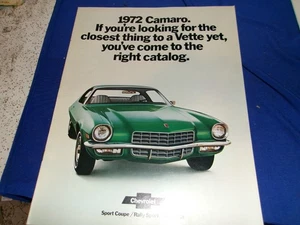 1972 Camaro.
If you're looking for the
closest thing to a Vette yet,
you've come to the
right catalog.
Chevrolet
Sport Coupe / Rally